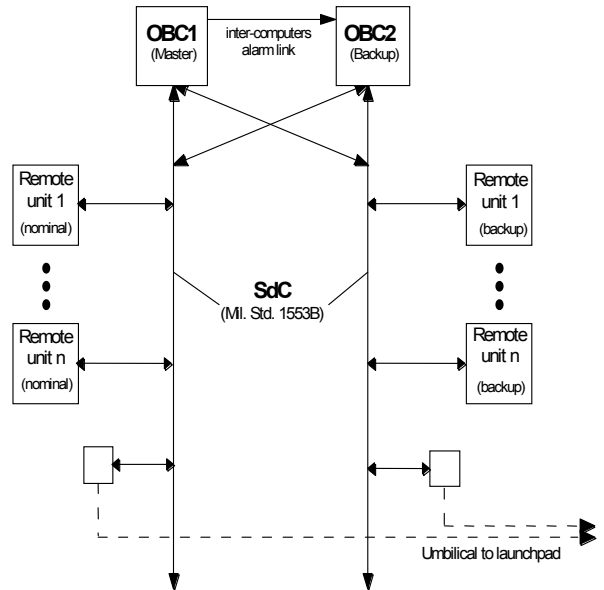 OBC1
(Master)
inter-computers
alarm link
OBC2
(Backup)
Remote
unit 1
(nominal)
Remote
unit 1
(backup)
SdC
(Mil. Std. 1553B)
Remote
unit n
(nominal)
Remote
unit n
(backup)
Umbilical to launchpad